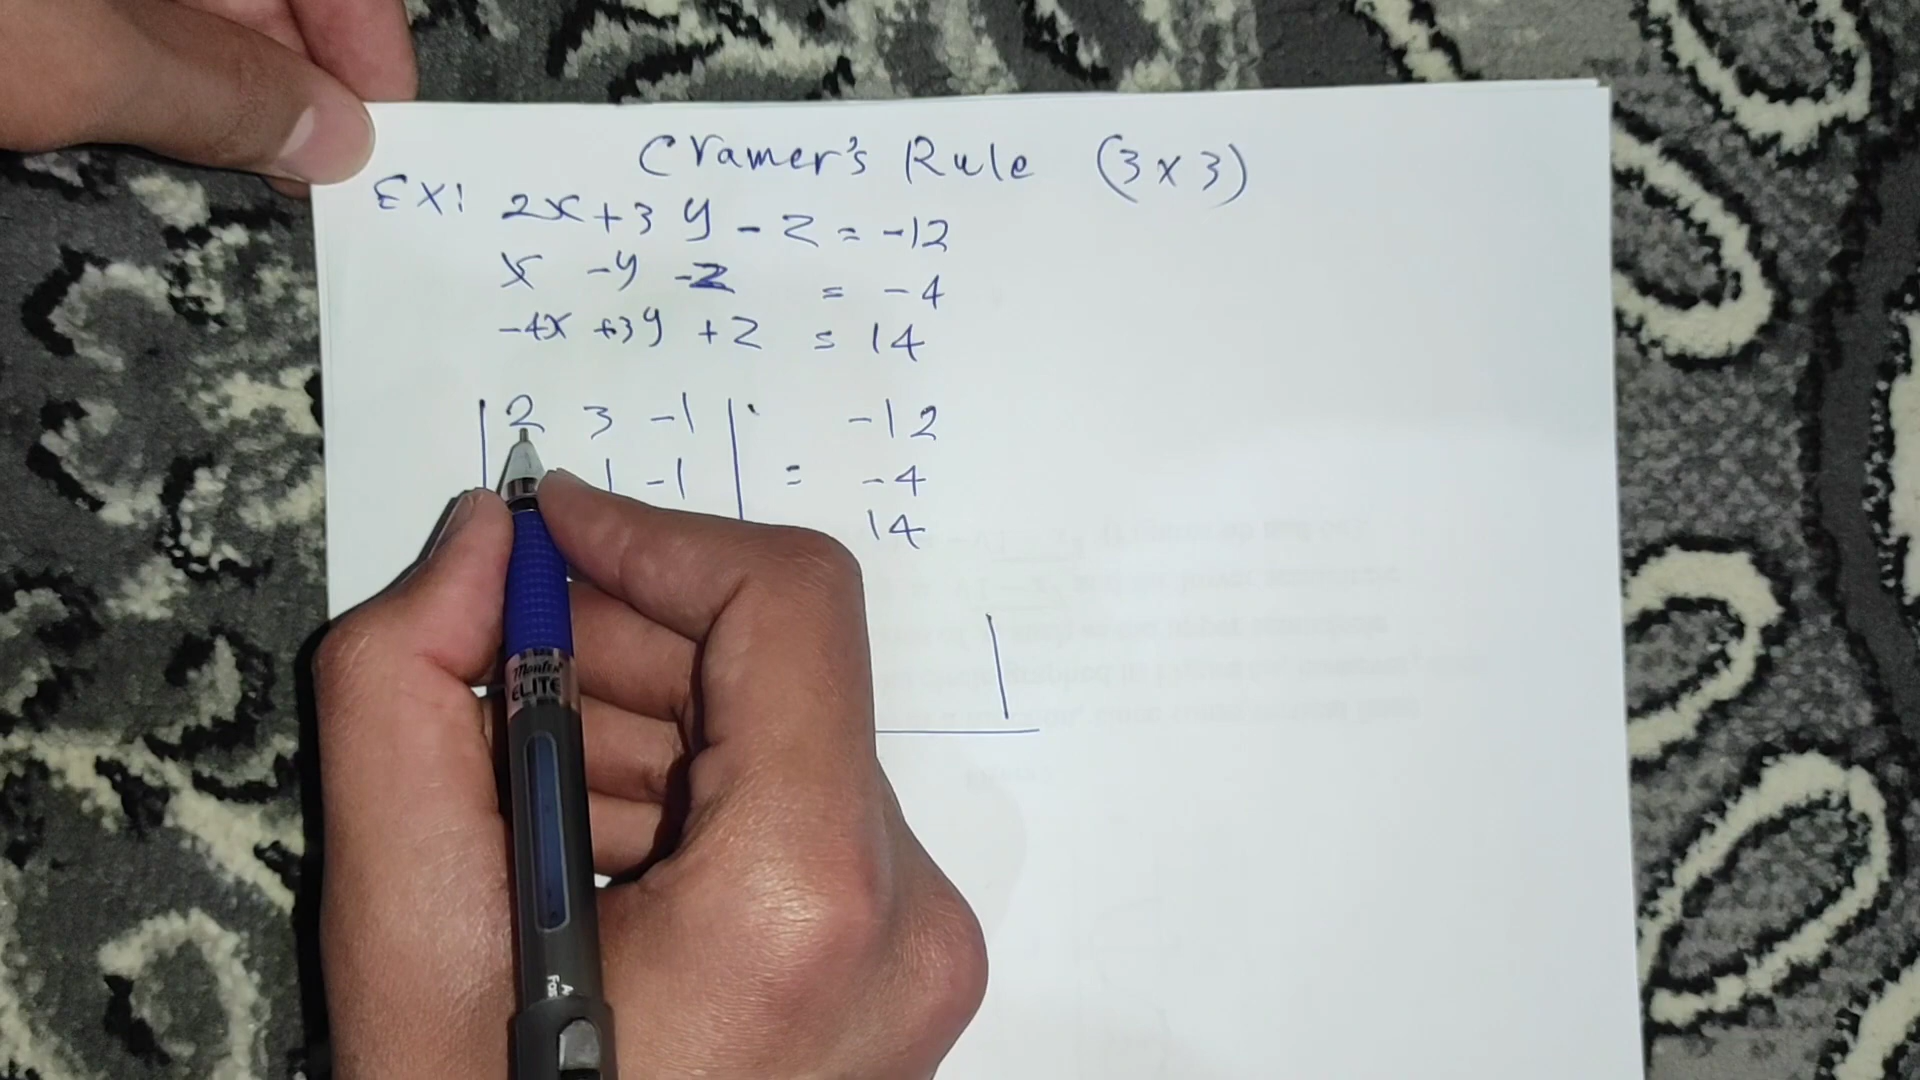 Cramer's Rule (3x3)
EX: 2x+3y-z=-12
x -y -z = -4
-4x +3y +z = 14
| 2 3 -1 | -12
1 -1 | = -4
14
Montex
ELITE